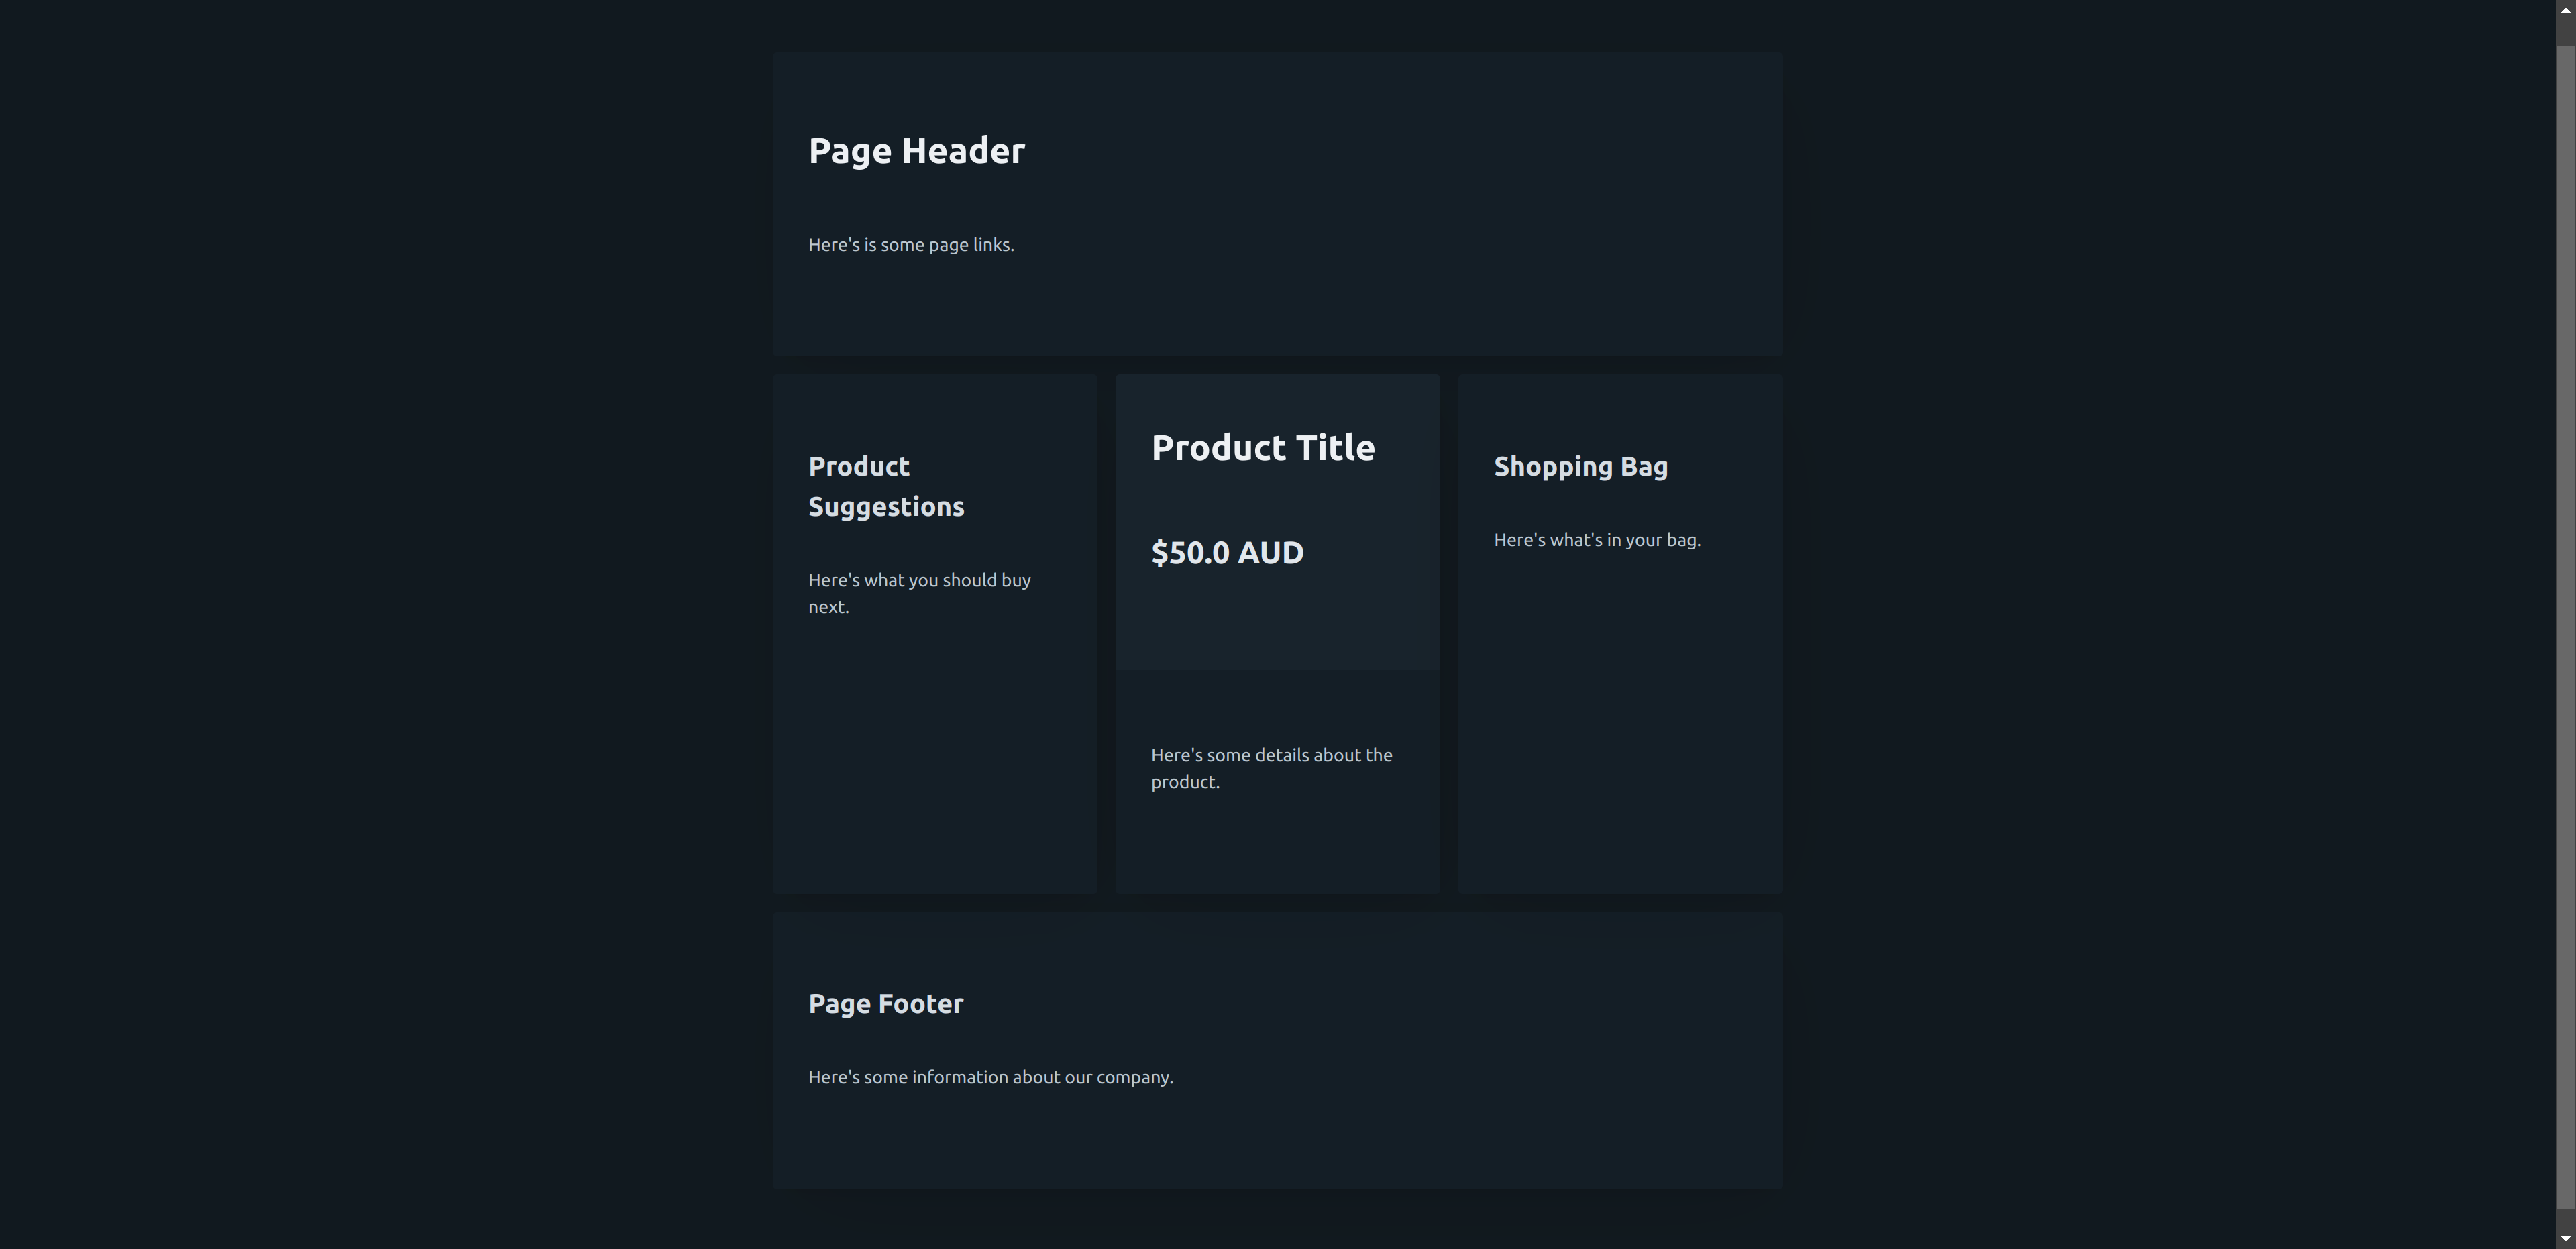 Page Header
Here's is some page links.
Product
Suggestions
Here's what you should buy
next.
Product Title
$50.0 AUD
Here's some details about the
product.
Shopping Bag
Here's what's in your bag.
Page Footer
Here's some information about our company.